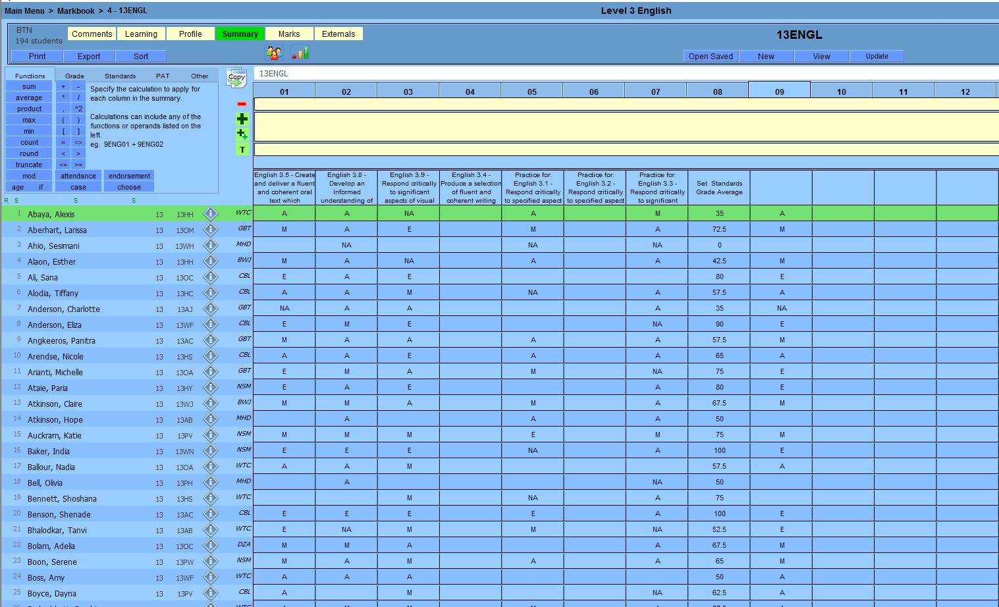 Main Menu > Markbook > 4 - 13ENGL
Level 3 English
BTN
194 students
Comments Learning Profile Summary Marks Externals
13ENGL
Print Export Sort
Open Saved New View Update
Functions Grade Standards PAT Other
sum + -
average * /
product , ^2
max ( )
min [ ]
count = <>
round < >
truncate <= >=
mod attendance endorsement
age if case choose
Specify the calculation to apply for
each column in the summary.
Calculations can include any of the
functions or operands listed on the
left.
eg. 9ENG01 + 9ENG02
Copy
T
13ENGL
01 02 03 04 05 06 07 08 09 10 11 12
English 3.5 - Create and deliver a fluent and coherent oral text which
English 3.8 - Develop an informed understanding of
English 3.9 - Respond critically to significant aspects of visual
English 3.4 - Produce a selection of fluent and coherent writing
Practice for: English 3.1 - Respond critically to specified aspect
Practice for: English 3.2 - Respond critically to specified aspect
Practice for: English 3.3 - Respond critically to significant
Set Standards Grade Average
R S S S
1 Abaya, Alexis 13 13HH WTC A A NA A M 35 A
2 Aberhart, Larissa 13 13OM GBT M A E M A 72.5 M
3 Ahio, Sesimani 13 13WH MHD NA NA NA 0
4 Alaon, Esther 13 13HH BWJ M A NA A A 42.5 M
5 Ali, Sana 13 13OC CBL E A E 80 E
6 Alodia, Tiffany 13 13HC CBL A A M NA A 57.5 A
7 Anderson, Charlotte 13 13AJ GBT NA A A A 35 NA
8 Anderson, Eliza 13 13WF CBL E M E NA 90 E
9 Angkeeros, Panitra 13 13AC GBT M A A A A 57.5 M
10 Arendse, Nicole 13 13HS CBL A A E A 65 A
11 Arianti, Michelle 13 13OA GBT E M A M NA 75 E
12 Ataie, Paria 13 13HY NSM E A E A 80 E
13 Atkinson, Claire 13 13WJ BWJ M M A M A 67.5 M
14 Atkinson, Hope 13 13AB MHD A A A 50
15 Auckram, Katie 13 13PV NSM M M M E M 75 M
16 Baker, India 13 13WN NSM E E E NA A 100 E
17 Ballour, Nadia 13 13OA WTC A A M 57.5 A
18 Bell, Olivia 13 13PH MHD A NA 50
19 Bennett, Shoshana 13 13HS WTC M NA A 75
20 Benson, Shenade 13 13AC CBL E E E E A 100 E
21 Bhalodkar, Tanvi 13 13AB WTC E NA M M NA 52.5 E
22 Bolam, Adelia 13 13OC DZA M M A A 67.5 M
23 Boon, Serene 13 13PW NSM M A M A A 65 M
24 Boss, Amy 13 13WF WTC A A A 50 A
25 Boyce, Dayna 13 13PV CBL A M NA 62.5 A